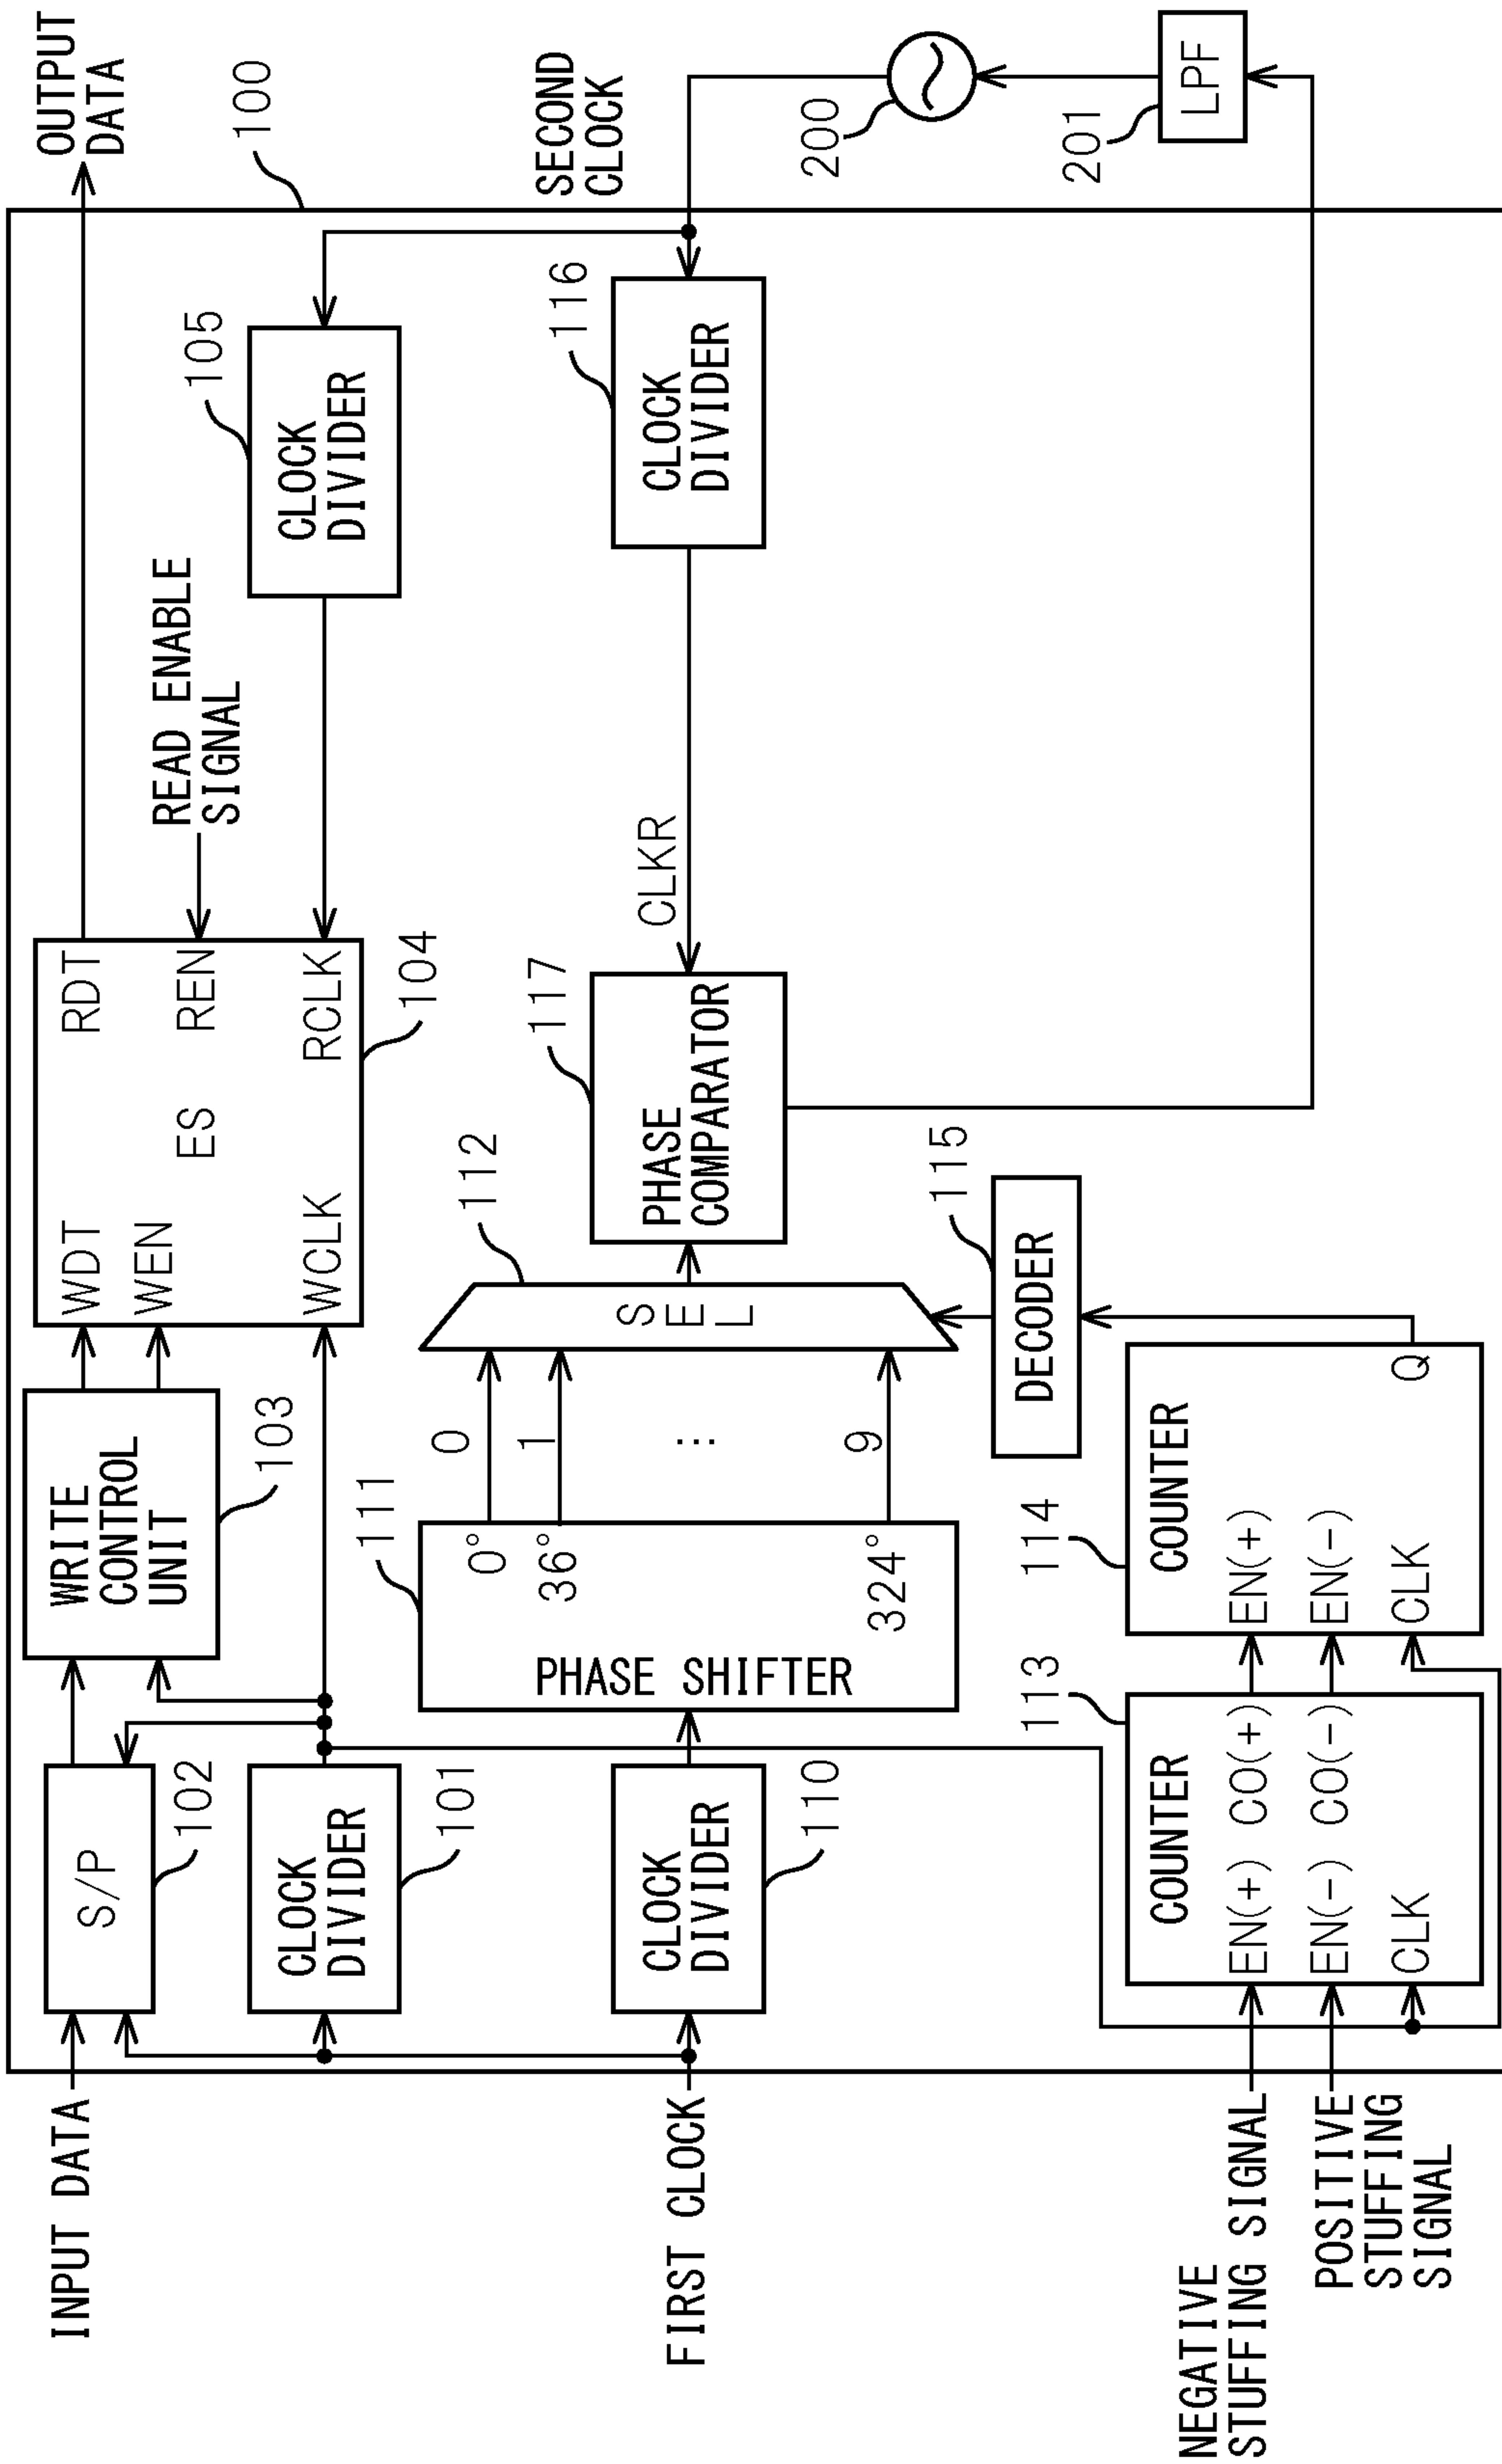 INPUT DATA
S/P
102
WRITE
CONTROL
UNIT
103
WDT
RDT
WEN
ES
REN
WCLK
RCLK
104
READ ENABLE
SIGNAL
OUTPUT
DATA
100
CLOCK
DIVIDER
101
CLOCK
DIVIDER
105
SECOND
CLOCK
FIRST CLOCK
CLOCK
DIVIDER
110
PHASE SHIFTER
111
0°
36°
324°
0
1
⋮
9
SEL
112
PHASE
COMPARATOR
117
CLKR
CLOCK
DIVIDER
116
200
LPF
201
NEGATIVE
STUFFING SIGNAL
POSITIVE
STUFFING
SIGNAL
COUNTER
113
EN(+) CO(+)
EN(-) CO(-)
CLK
COUNTER
114
EN(+)
EN(-)
CLK
Q
DECODER
115